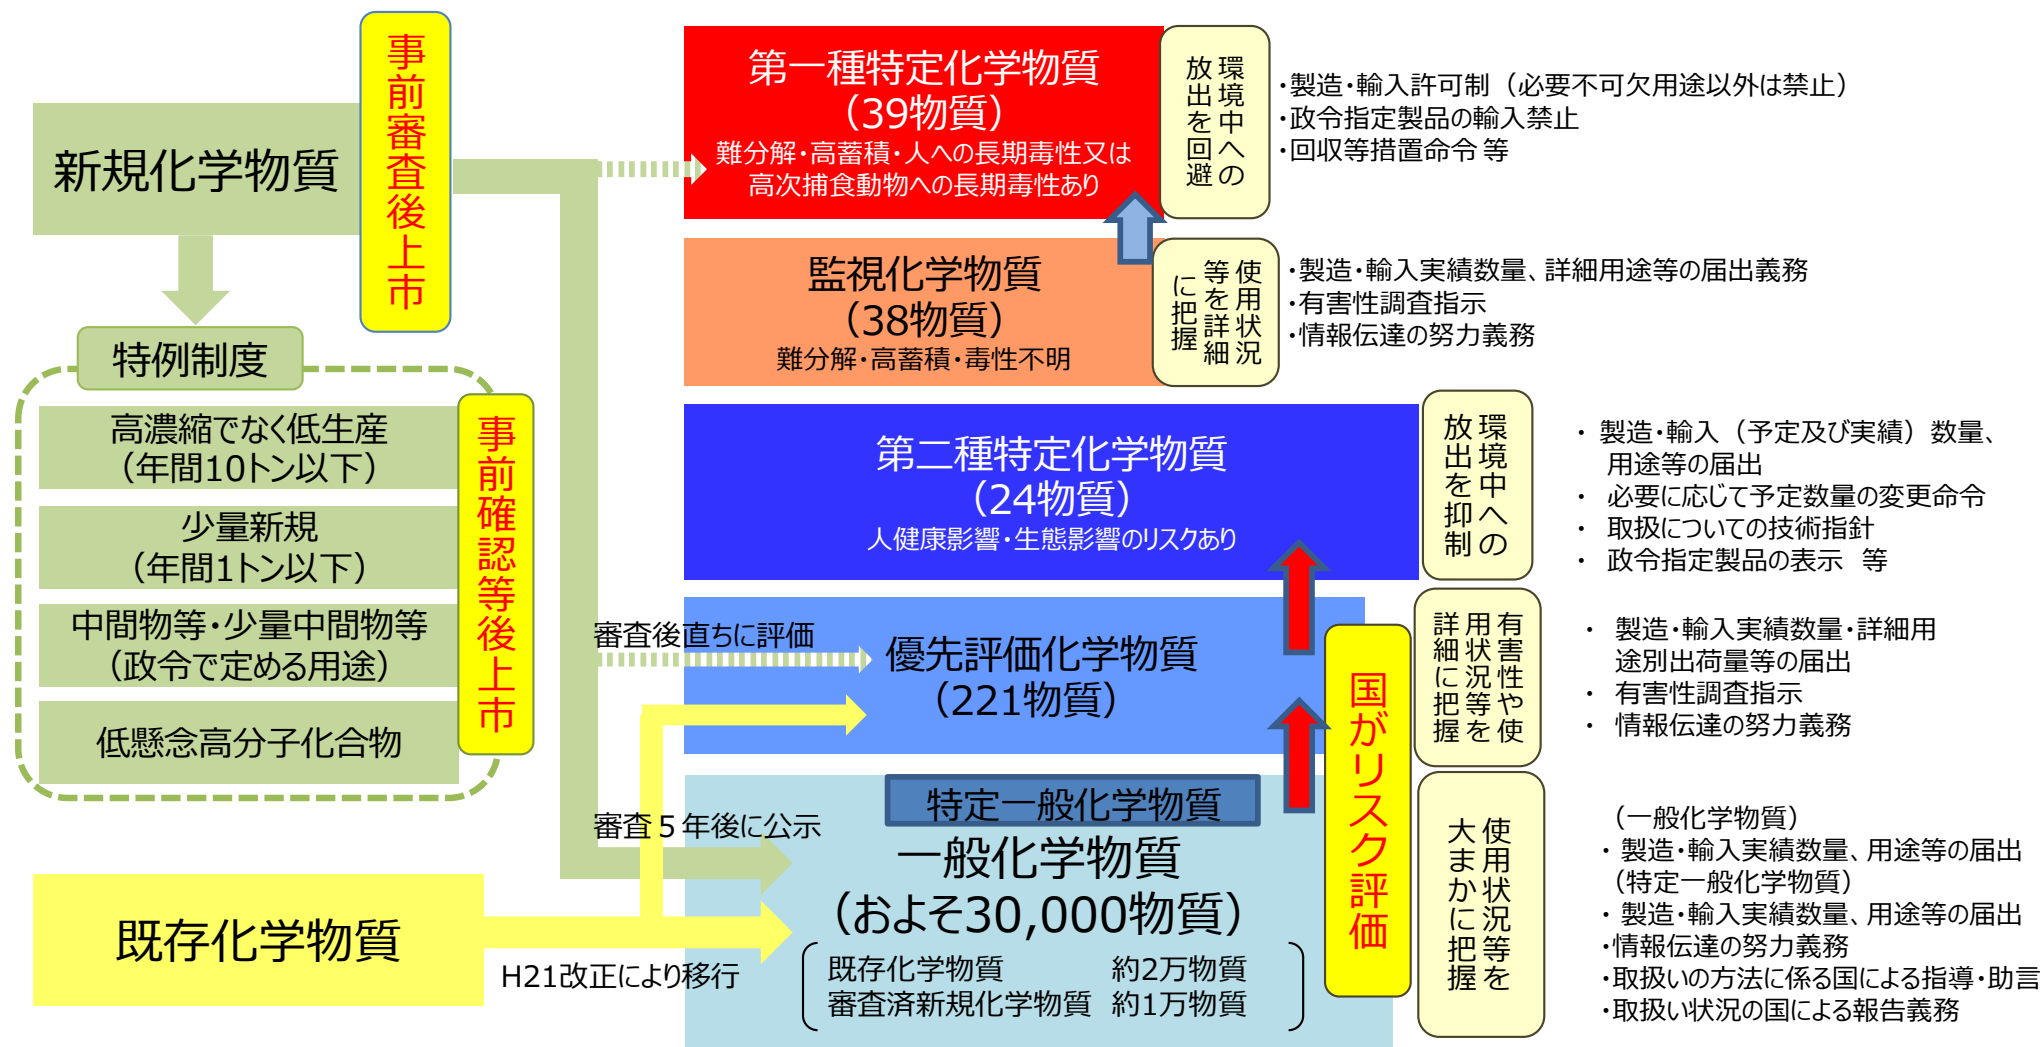 新規化学物質
事前審査後上市
特例制度
高濃縮でなく低生産
（年間10トン以下）
少量新規
（年間1トン以下）
中間物等・少量中間物等
（政令で定める用途）
低懸念高分子化合物
事前確認等後上市
既存化学物質
H21改正により移行
審査後直ちに評価
審査５年後に公示
第一種特定化学物質
（39物質）
難分解・高蓄積・人への長期毒性又は
高次捕食動物への長期毒性あり
環境中への
放出を回避
・製造・輸入許可制（必要不可欠用途以外は禁止）
・政令指定製品の輸入禁止
・回収等措置命令 等
監視化学物質
（38物質）
難分解・高蓄積・毒性不明
使用状況
等を詳細
に把握
・製造・輸入実績数量、詳細用途等の届出義務
・有害性調査指示
・情報伝達の努力義務
第二種特定化学物質
（24物質）
人健康影響・生態影響のリスクあり
環境中への
放出を抑制
・ 製造・輸入（予定及び実績）数量、
用途等の届出
・ 必要に応じて予定数量の変更命令
・ 取扱についての技術指針
・ 政令指定製品の表示 等
優先評価化学物質
（221物質）
有害性や使
用状況等を
詳細に把握
・ 製造・輸入実績数量・詳細用
途別出荷量等の届出
・ 有害性調査指示
・ 情報伝達の努力義務
国がリスク評価
特定一般化学物質
一般化学物質
（およそ30,000物質）
既存化学物質 約2万物質
審査済新規化学物質 約1万物質
使用状況等を
大まかに把握
（一般化学物質）
・ 製造・輸入実績数量、用途等の届出
（特定一般化学物質）
・ 製造・輸入実績数量、用途等の届出
・情報伝達の努力義務
・取扱いの方法に係る国による指導・助言
・取扱い状況の国による報告義務